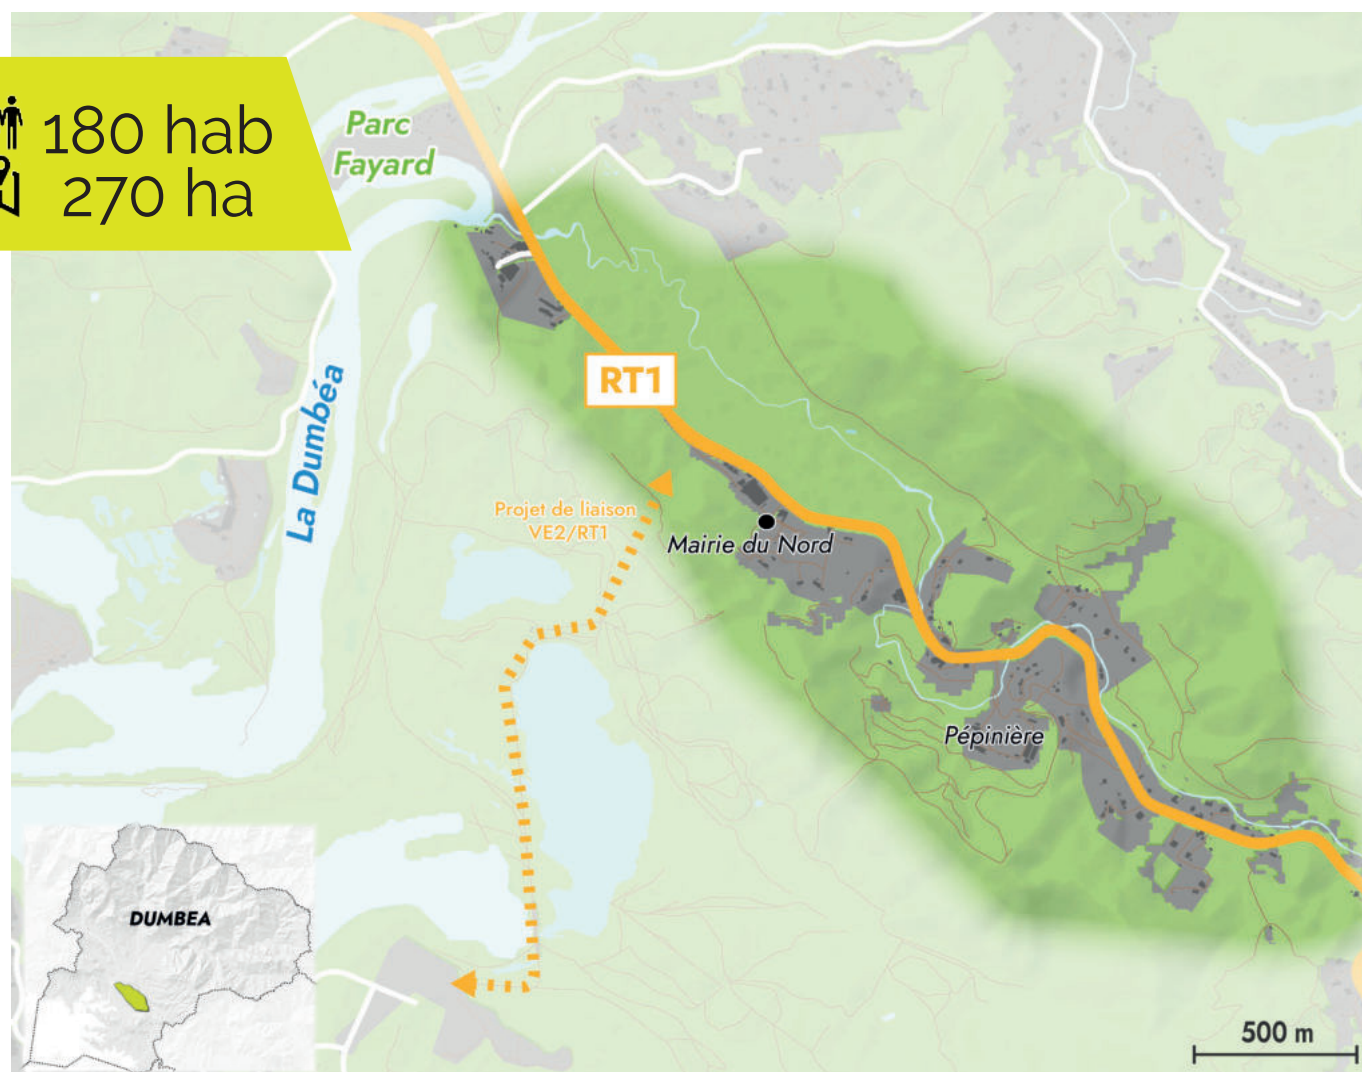 180 hab
270 ha
Parc
Fayard
RT1
La Dumbéa
Projet de liaison
VE2/RT1
Mairie du Nord
Pépinière
DUMBEA
500 m